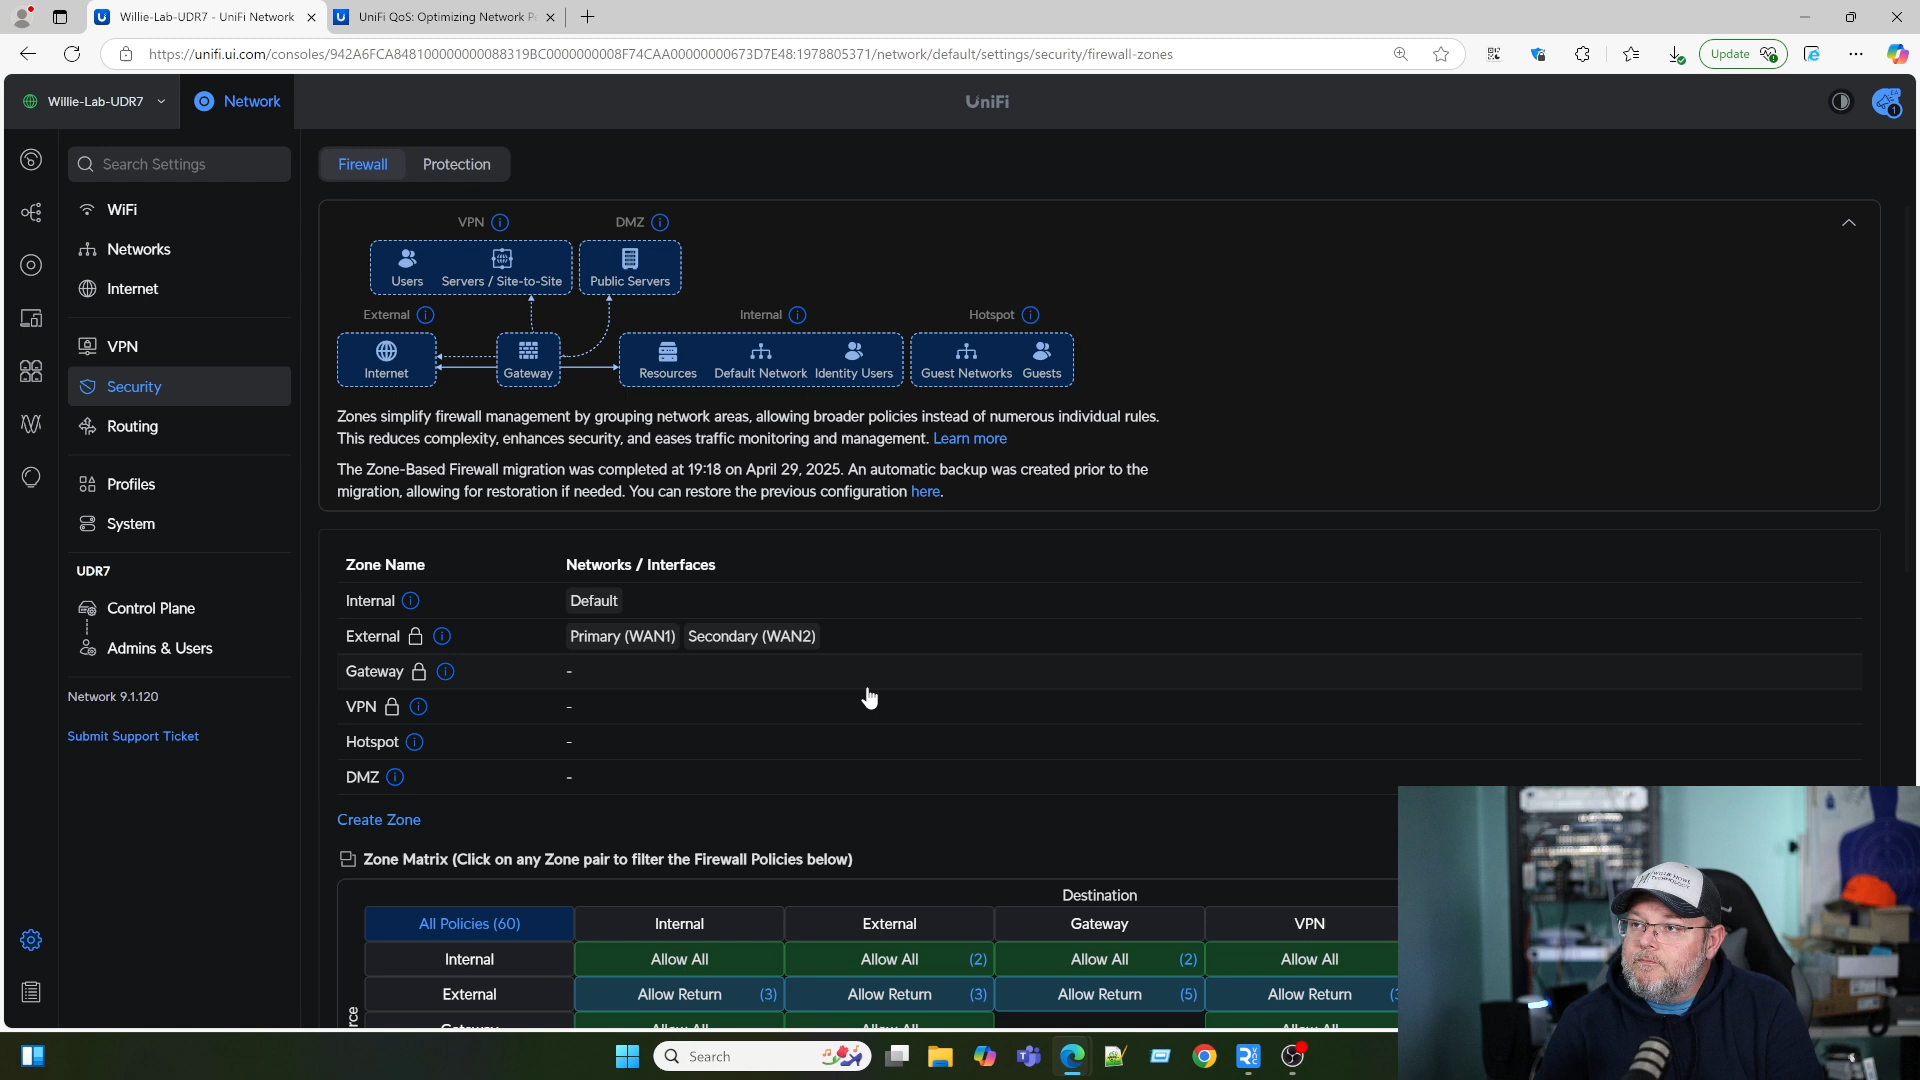 Willie-Lab-UDR7 - UniFi Network
UniFi QoS: Optimizing Network P
https://unifi.ui.com/consoles/942A6FCA848100000000088319BC0000000008F74CAA00000000673D7E48:1978805371/network/default/settings/security/firewall-zones
Update
Willie-Lab-UDR7
Network
UniFi
EA
1
Search Settings
WiFi
Networks
Internet
VPN
Security
Routing
Profiles
System
UDR7
Control Plane
Admins & Users
Network 9.1.120
Submit Support Ticket
Firewall Protection
VPN DMZ
Users Servers / Site-to-Site Public Servers
External Internal Hotspot
Internet Gateway Resources Default Network Identity Users Guest Networks Guests
Zones simplify firewall management by grouping network areas, allowing broader policies instead of numerous individual rules.
This reduces complexity, enhances security, and eases traffic monitoring and management. Learn more
The Zone-Based Firewall migration was completed at 19:18 on April 29, 2025. An automatic backup was created prior to the
migration, allowing for restoration if needed. You can restore the previous configuration here.
Zone Name Networks / Interfaces
Internal Default
External Primary (WAN1) Secondary (WAN2)
Gateway -
VPN -
Hotspot -
DMZ -
Create Zone
Zone Matrix (Click on any Zone pair to filter the Firewall Policies below)
Destination
All Policies (60) Internal External Gateway VPN
Internal Allow All Allow All (2) Allow All (2) Allow All
External Allow Return (3) Allow Return (3) Allow Return (5) Allow Return
Gateway Allow All Allow All Allow All
Search